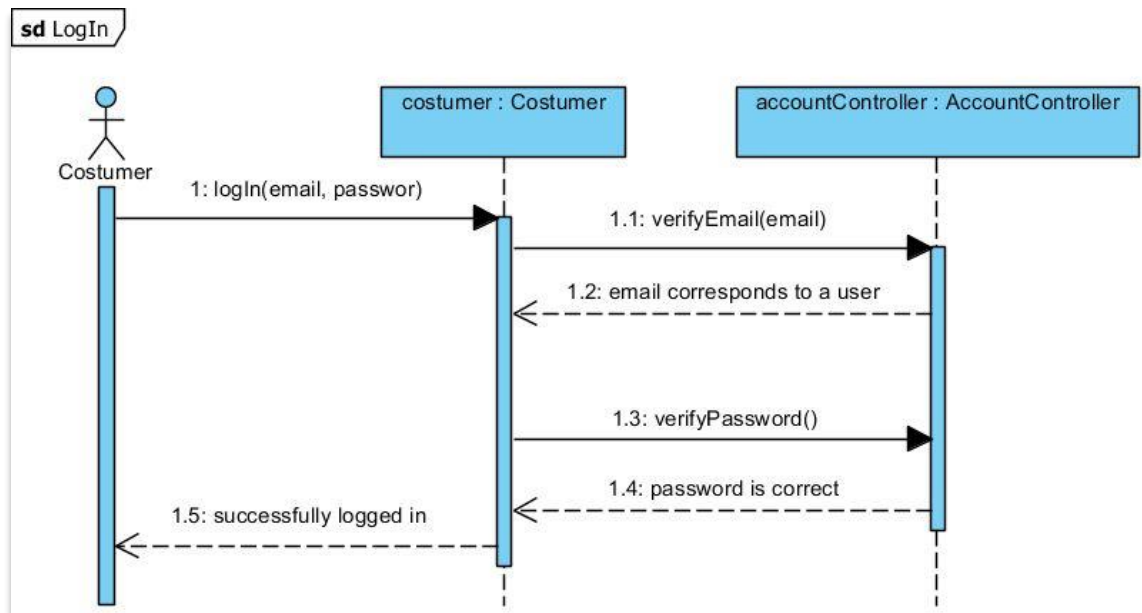 sd LogIn
costumer : Costumer
accountController : AccountController
Costumer
1: logIn(email, passwor)
1.1: verifyEmail(email)
1.2: email corresponds to a user
1.3: verifyPassword()
1.4: password is correct
1.5: successfully logged in